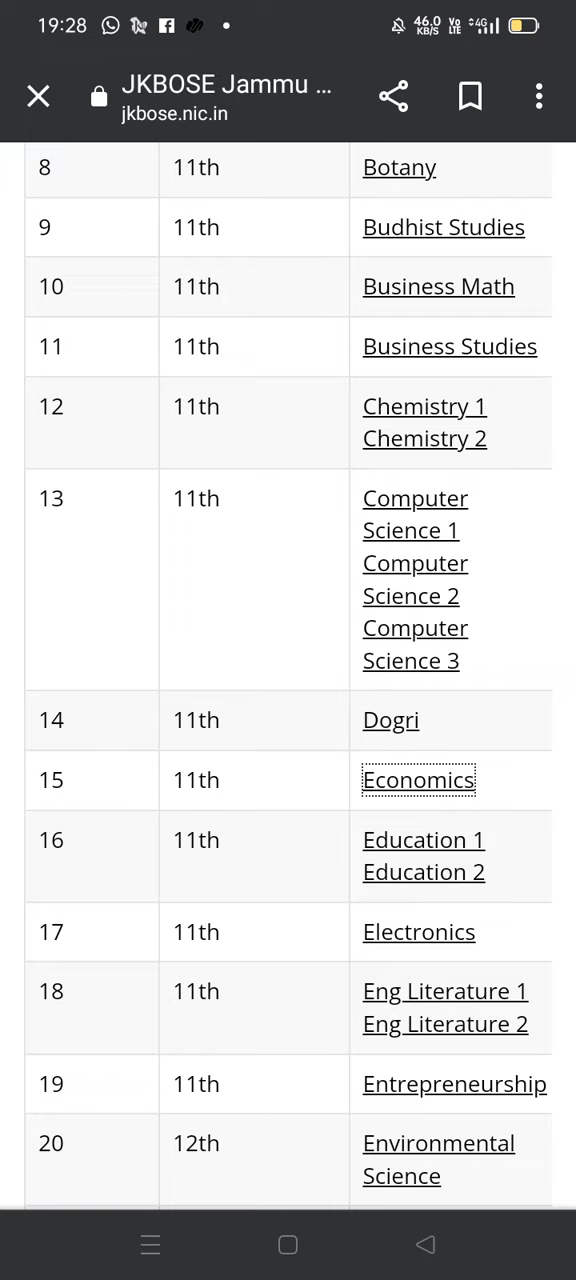 19:28
46.0 KB/S Vo LTE 4G
JKBOSE Jammu ...
jkbose.nic.in
8 11th Botany
9 11th Budhist Studies
10 11th Business Math
11 11th Business Studies
12 11th Chemistry 1
Chemistry 2
13 11th Computer
Science 1
Computer
Science 2
Computer
Science 3
14 11th Dogri
15 11th Economics
16 11th Education 1
Education 2
17 11th Electronics
18 11th Eng Literature 1
Eng Literature 2
19 11th Entrepreneurship
20 12th Environmental
Science